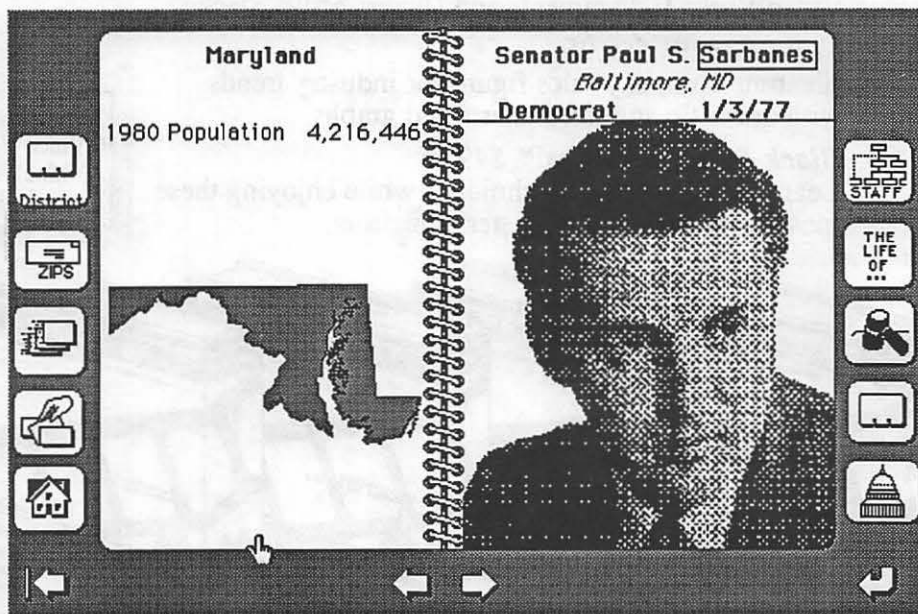 Maryland
1980 Population 4,216,446
Senator Paul S. Sarbanes
Baltimore, MD
Democrat 1/3/77
District
ZIPS
STAFF
THE
LIFE
OF
...